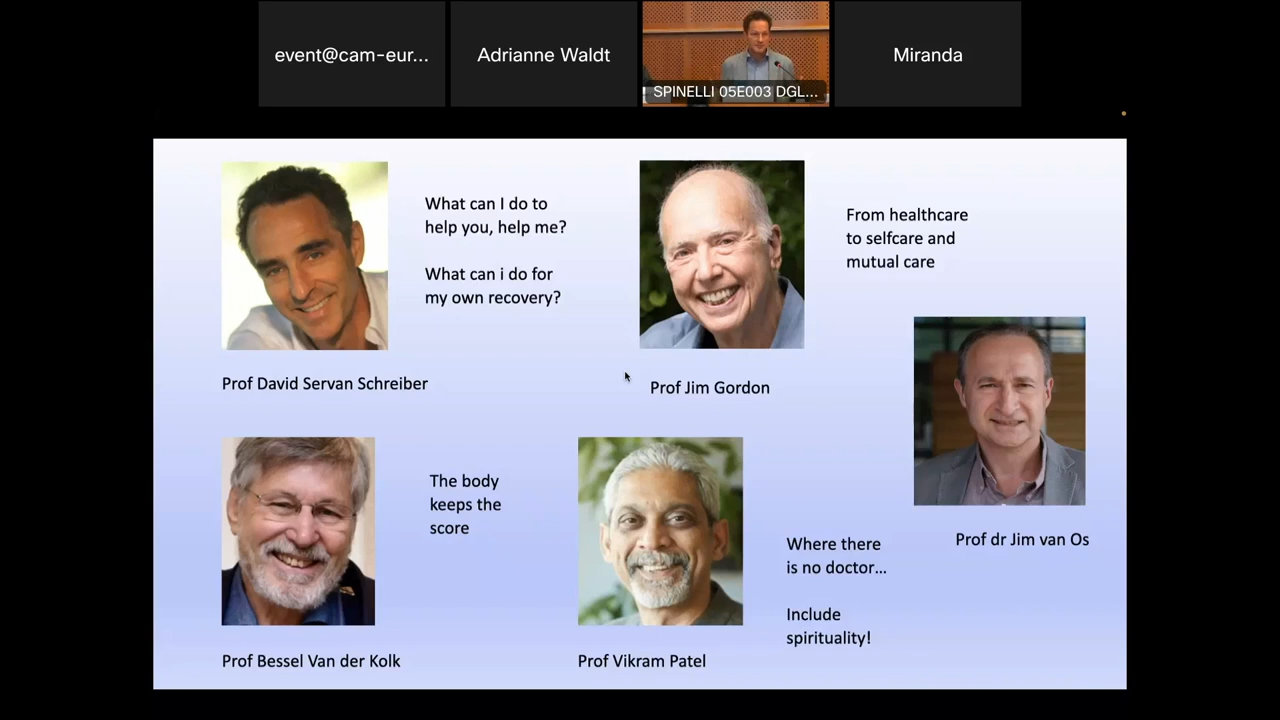 event@cam-eur...
Adrianne Waldt
SPINELLI 05E003 DGL...
Miranda
What can I do to
help you, help me?
What can i do for
my own recovery?
Prof David Servan Schreiber
From healthcare
to selfcare and
mutual care
Prof Jim Gordon
Prof dr Jim van Os
The body
keeps the
score
Prof Bessel Van der Kolk
Where there
is no doctor...
Include
spirituality!
Prof Vikram Patel